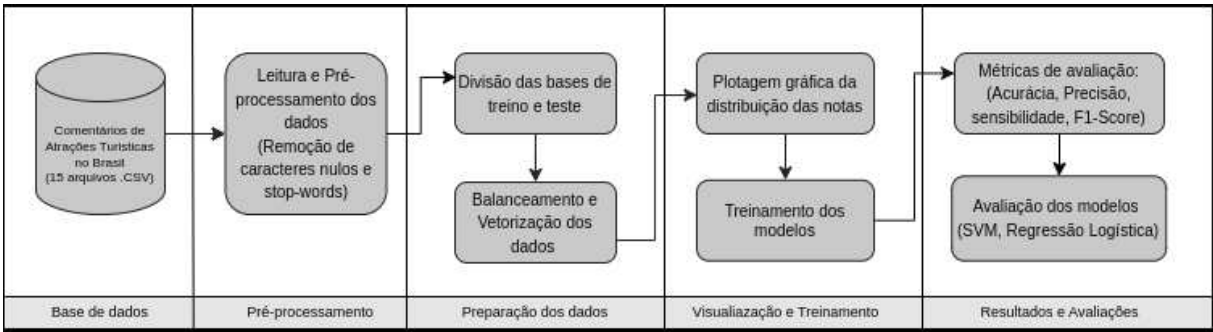 Comentários de
Atrações Turisticas
no Brasil
(15 arquivos .CSV)
Leitura e Pré-
processamento dos
dados
(Remoção de
caracteres nulos e
stop-words)
Divisão das bases de
treino e teste
Balanceamento e
Vetorização dos
dados
Plotagem gráfica da
distribuição das notas
Treinamento dos
modelos
Métricas de avaliação:
(Acurácia, Precisão,
sensibilidade, F1-Score)
Avaliação dos modelos
(SVM, Regressão Logística)
Base de dados
Pré-processamento
Preparação dos dados
Visualiazação e Treinamento
Resultados e Avaliações